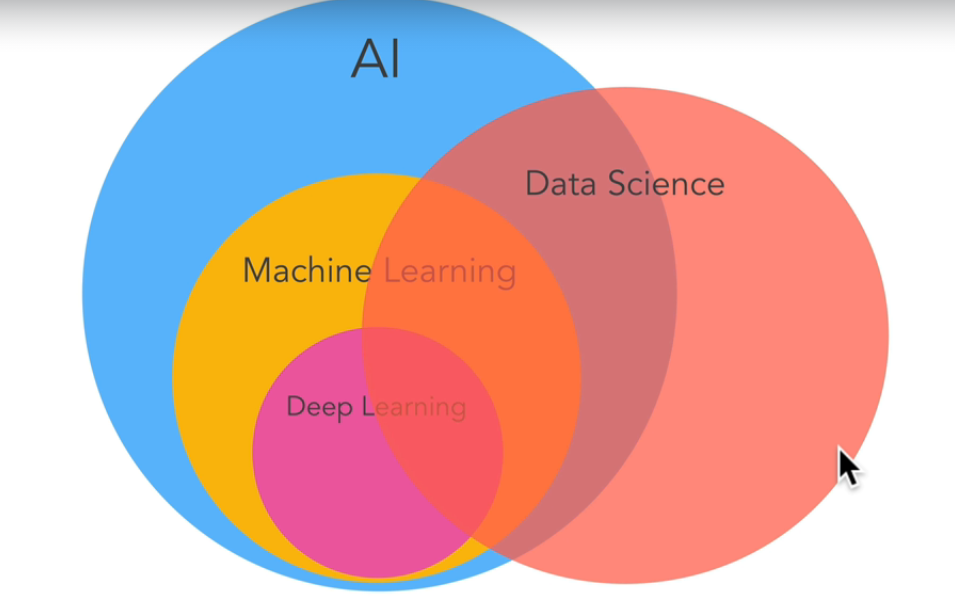 AI
Data Science
Machine Learning
Deep Learning